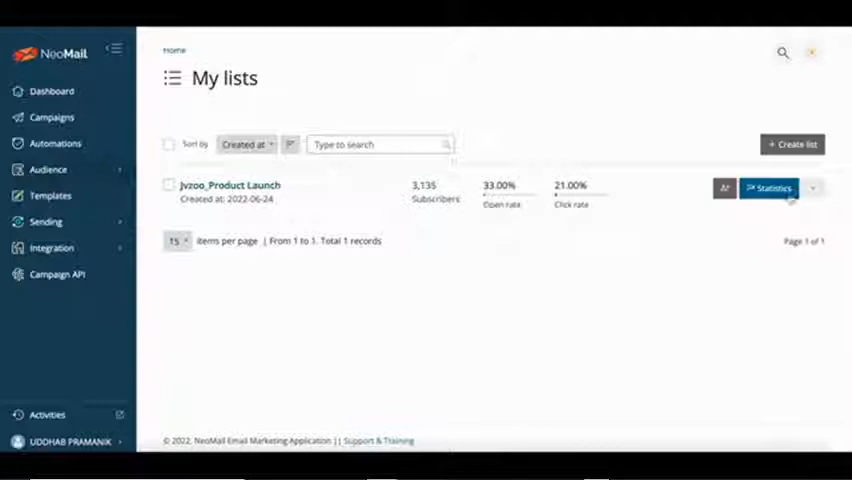 NeoMail
Home
My lists
Dashboard
Campaigns
Automations
Audience
Templates
Sending
Integration
Campaign API
Sort by
Created at
Type to search
+ Create list
Jvzoo_Product Launch
Created at: 2022-06-24
3,135
Subscribers
33.00%
Open rate
21.00%
Click rate
Statistics
15
items per page | From 1 to 1. Total 1 records
Page 1 of 1
Activities
UDDHAB PRAMANIK
© 2022. NeoMail Email Marketing Application || Support & Training